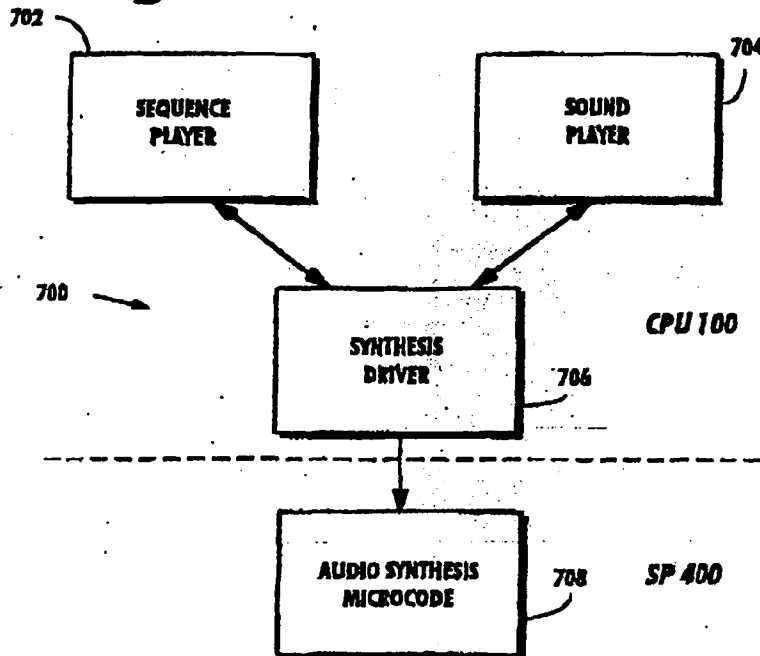 702
704
SEQUENCE
PLAYER
SOUND
PLAYER
700
CPU 100
SYNTHESIS
DRIVER
706
AUDIO SYNTHESIS
MICROCODE
708
SP 400